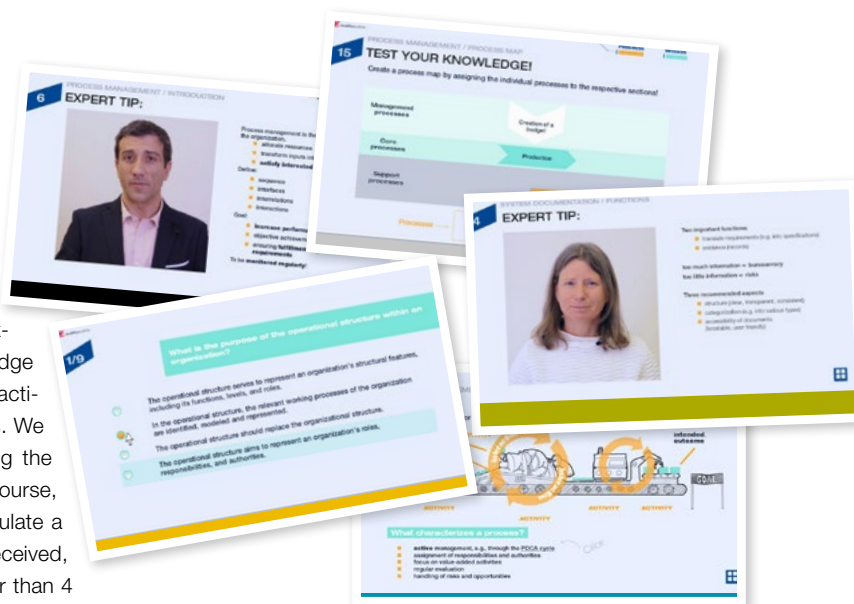 6
PROCESS MANAGEMENT / INTRODUCTION
EXPERT TIP:
Process management is
the organization.
allocate resources
transform inputs
satisfy interested
Define:
sequence
interfaces
interrelations
interactions
Goal:
increase
objective
ensuring
requirements
To be monitored regularly!
15
PROCESS MANAGEMENT / PROCESS MAP
TEST YOUR KNOWLEDGE!
Create a process map by assigning the individual processes to the respective sections!
Management
processes
Creation of a
budget
Core
processes
Production
Support
processes
Processes
4
SYSTEM DOCUMENTATION / FUNCTIONS
EXPERT TIP:
Two important functions:
translate requirements (e.g. into specifications)
evidence (records)
too much information = bureaucracy
too little information = risks
Three recommended aspects
structure (clear, transparent, consistent)
categorization (e.g. into various types)
accessibility of documents
(locatable, user friendly)
1/9
What is the purpose of the operational structure within an
organization?
The operational structure serves to represent an organization's structural features,
including its functions, levels, and roles.
In the operational structure, the relevant working processes of the organization
are identified, modeled and represented.
The operational structure should replace the organizational structure.
The operational structure aims to represent an organization's roles,
responsibilities, and authorities.
intended
outcome
GOAL
ACTIVITY
ACTIVITY
ACTIVITY
What characterizes a process?
active management, e.g., through the PDCA cycle
assignment of responsibilities and authorities
focus on value-added activities
regular evaluation
handling of risks and opportunities
CLICK
dge
acti-
We
g the
ourse,
ulate a
eceived,
r than 4